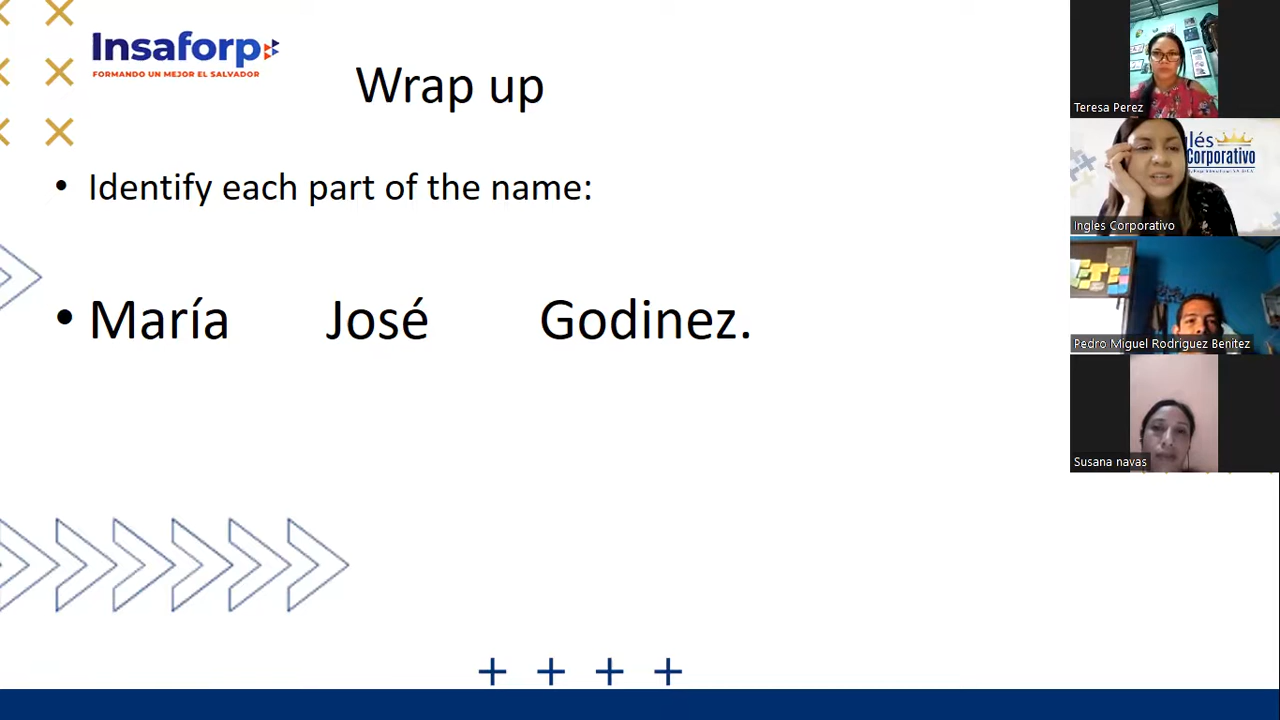 Insaforp
FORMANDO UN MEJOR EL SALVADOR
Wrap up
• Identify each part of the name:
• María José Godinez.
Teresa Perez
Corporativo
Ingles Corporativo
Pedro Miguel Rodriguez Benitez
Susana navas